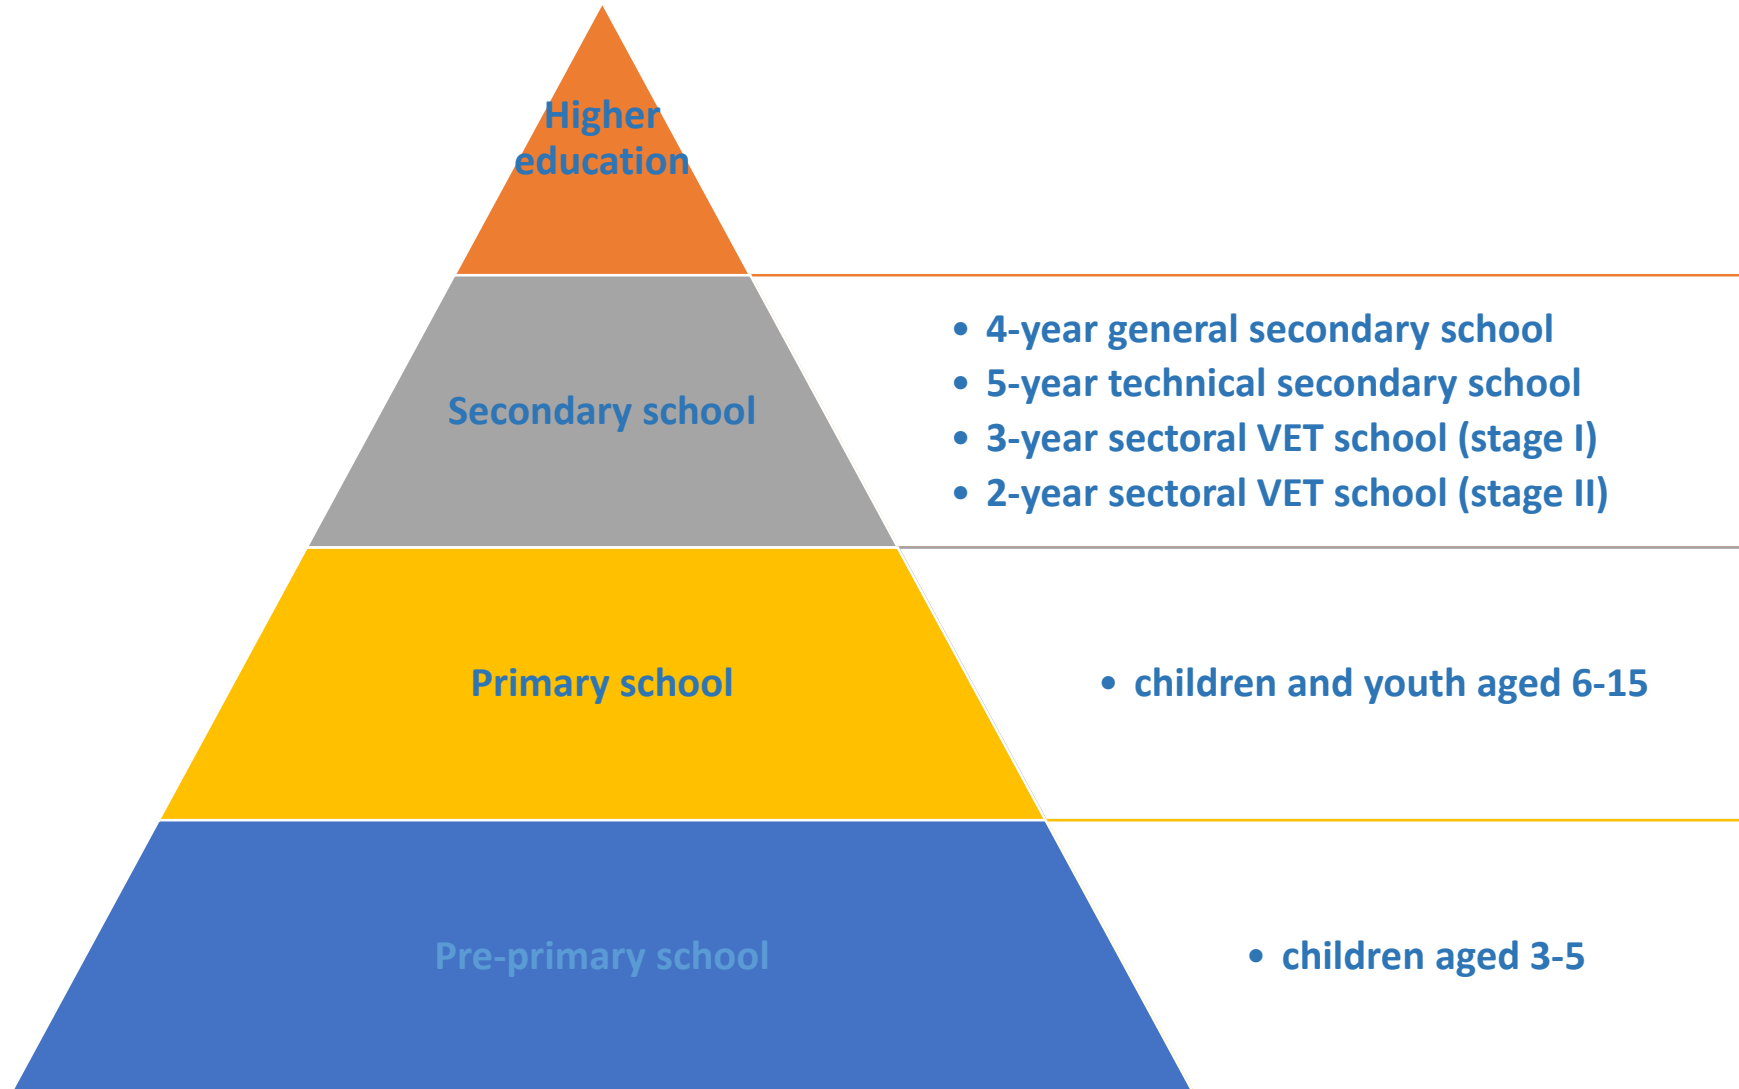 Higher
education
Secondary school
• 4-year general secondary school
• 5-year technical secondary school
• 3-year sectoral VET school (stage I)
• 2-year sectoral VET school (stage II)
Primary school
• children and youth aged 6-15
Pre-primary school
• children aged 3-5